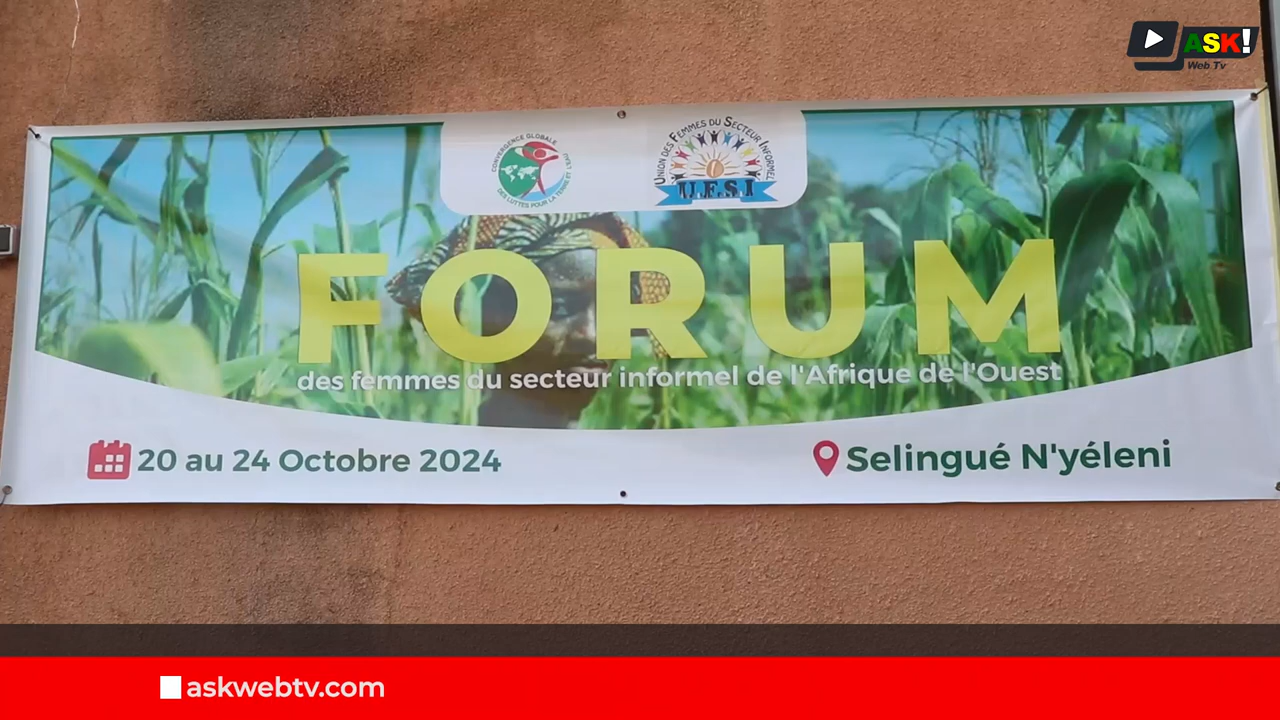 ASK!
Web.Tv
CONVERGENCE GLOBALE
DES LUTTES POUR LA TERRE ET L'EAU
UNION DES FEMMES DU SECTEUR INFORMEL
U.F.S.I
FORUM
des femmes du secteur informel de l'Afrique de l'Ouest
20 au 24 Octobre 2024
Selingué N'yéleni
askwebtv.com